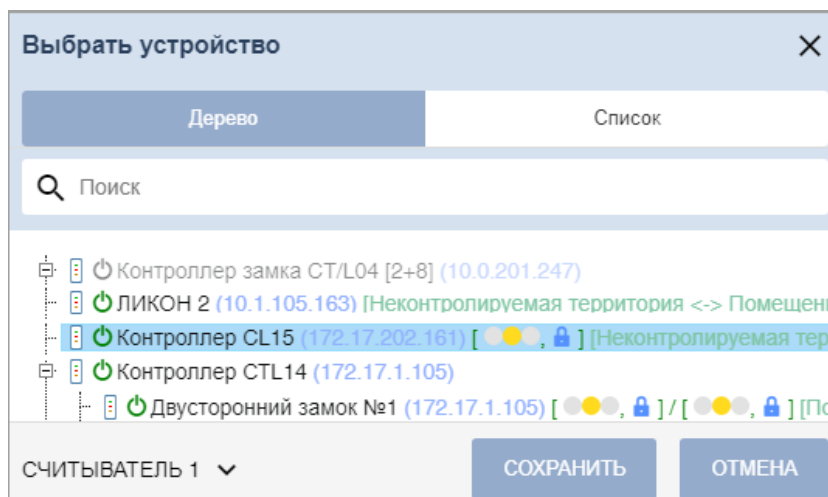 Выбрать устройство
Дерево Список
Поиск
Контроллер замка CT/L04 [2+8] (10.0.201.247)
ЛИКОН 2 (10.1.105.163) [Неконтролируемая территория <-> Помещен
Контроллер CL15 (172.17.202.161) [ , ] [Неконтролируемая тер
Контроллер CTL14 (172.17.1.105)
Двусторонний замок №1 (172.17.1.105) [ , ] / [ , ] [По
СЧИТЫВАТЕЛЬ 1 СОХРАНИТЬ ОТМЕНА